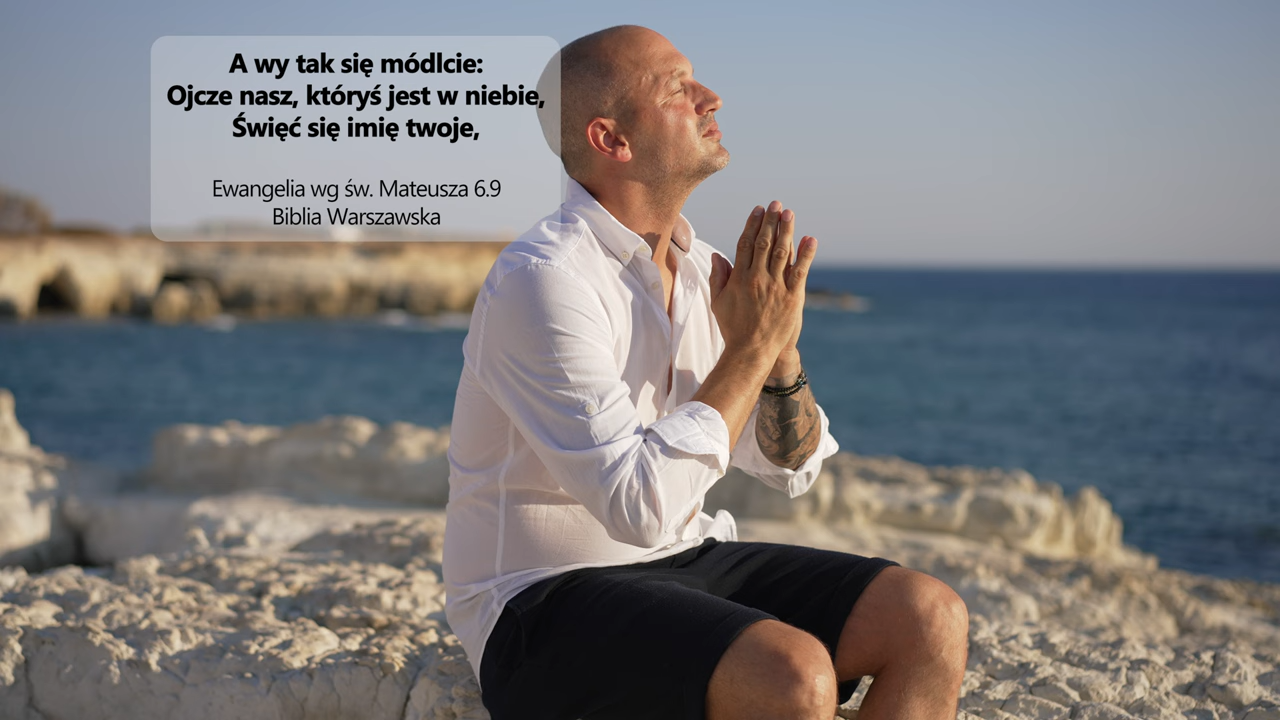 A wy tak się módlcie:
Ojcze nasz, któryś jest w niebie,
Święć się imię twoje,
Ewangelia wg św. Mateusza 6.9
Biblia Warszawska